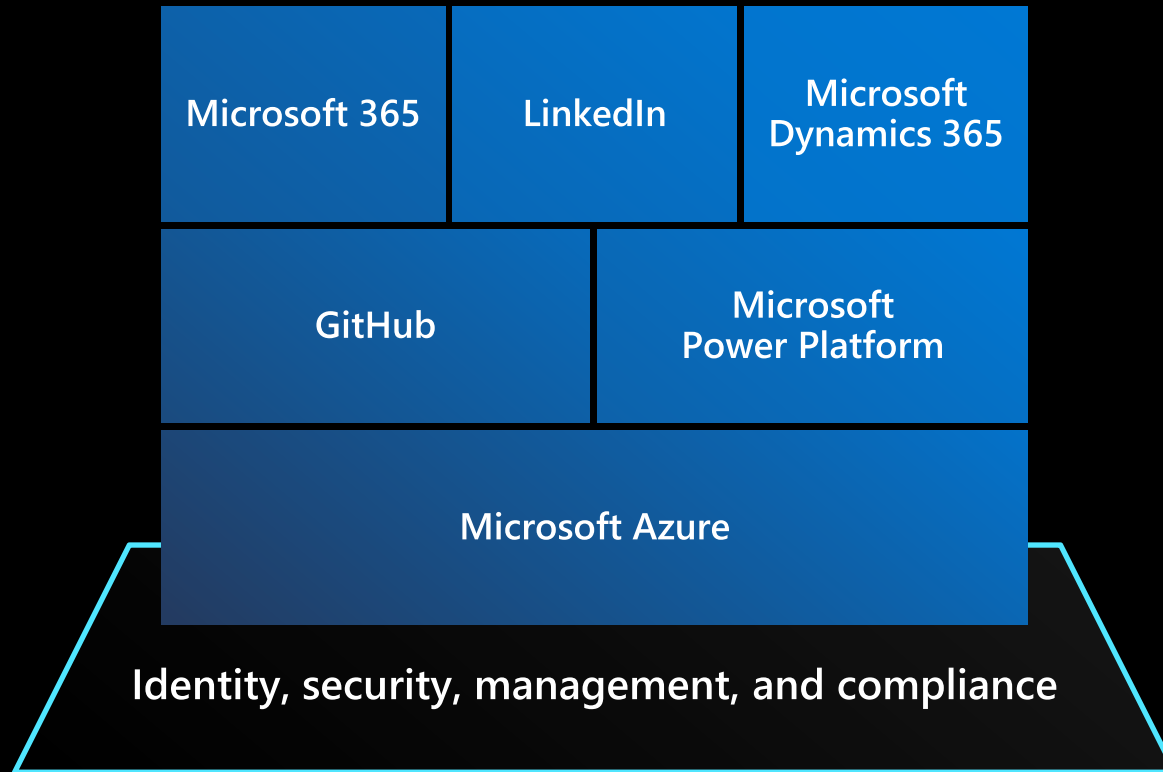 Microsoft 365
LinkedIn
Microsoft
Dynamics 365
GitHub
Microsoft
Power Platform
Microsoft Azure
Identity, security, management, and compliance